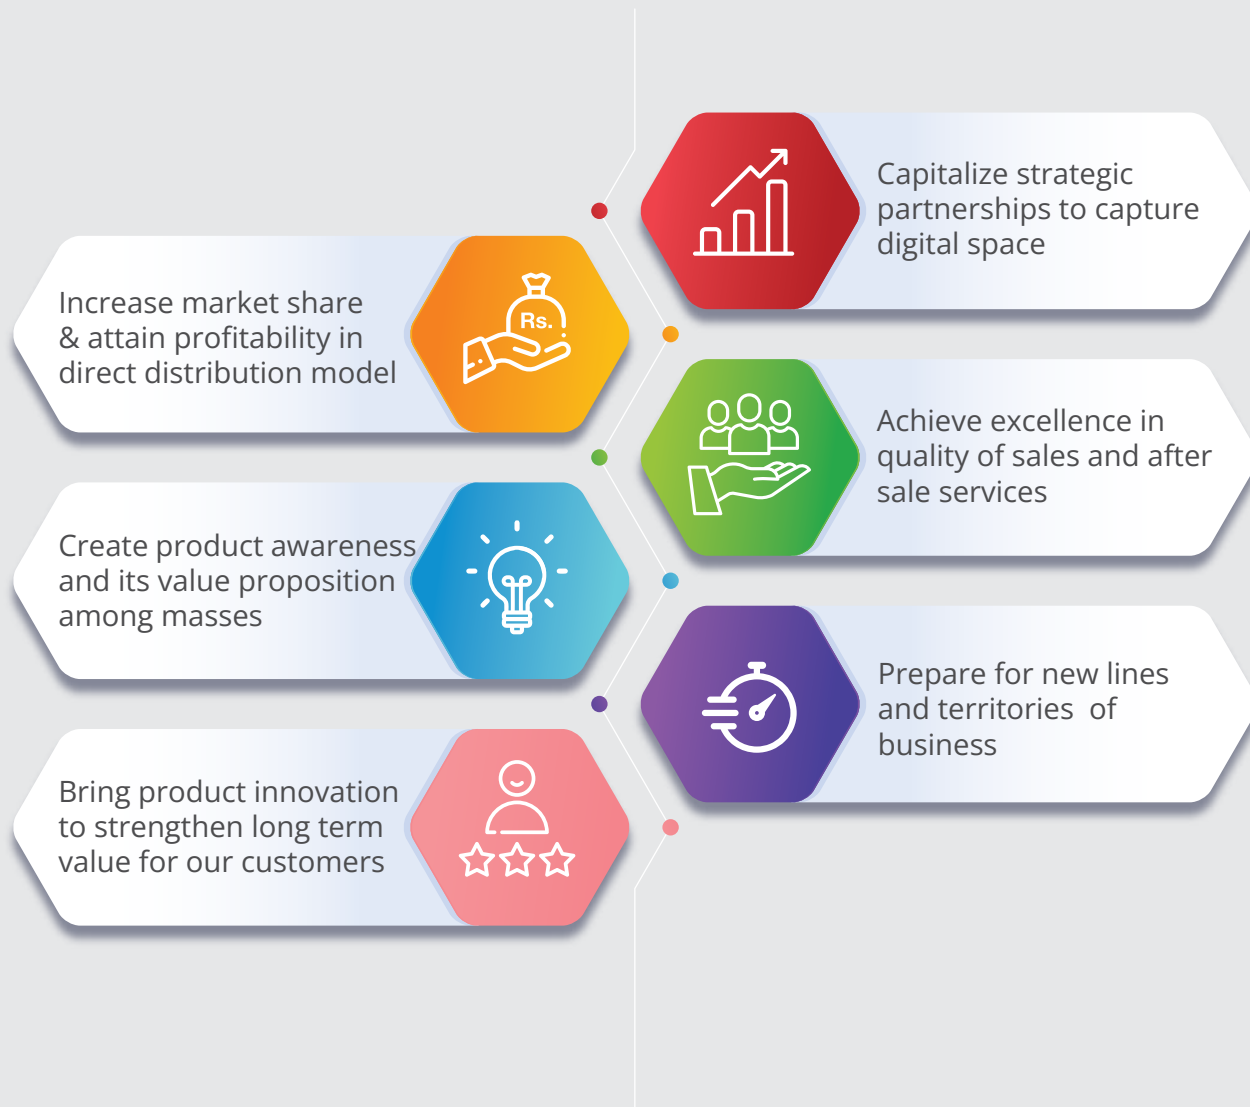 Capitalize strategic
partnerships to capture
digital space
Increase market share
& attain profitability in
direct distribution model
Rs.
Achieve excellence in
quality of sales and after
sale services
Create product awareness
and its value proposition
among masses
Prepare for new lines
and territories of
business
Bring product innovation
to strengthen long term
value for our customers